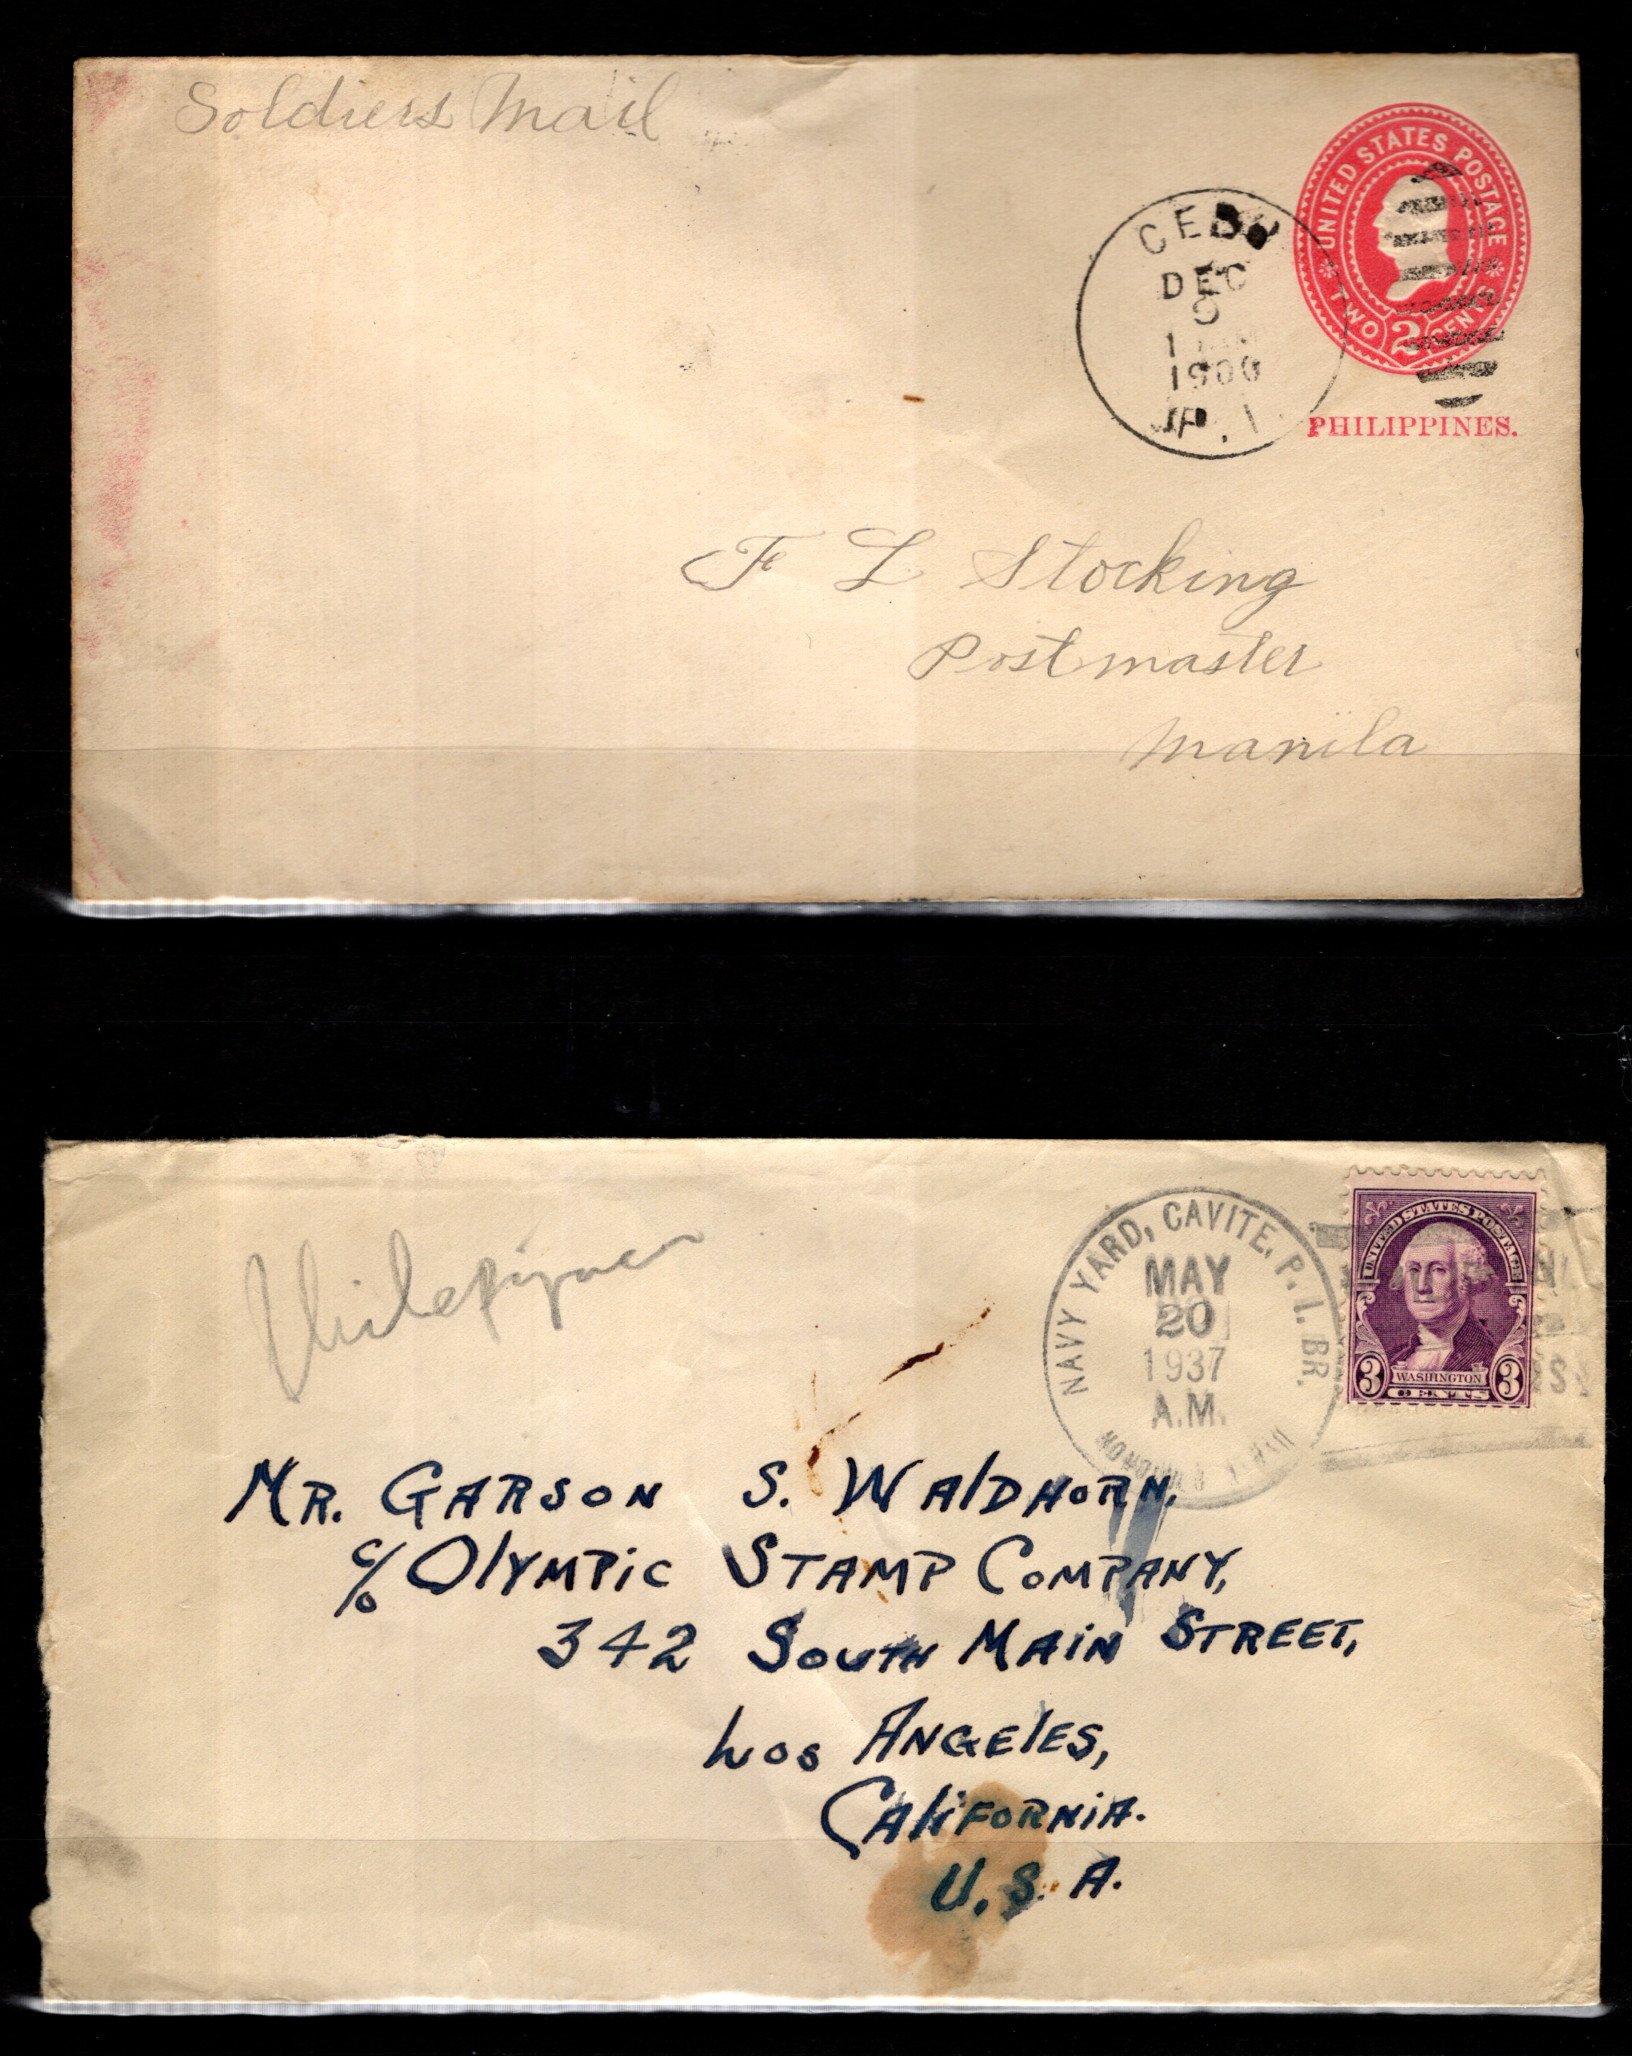 Soldiers Mail
UNITED STATES POSTAGE
TWO 2 CENTS
PHILIPPINES.
CEBU
DEC
1900
P.I.
F L Stocking
Postmaster
Manila
NAVY YARD, CAVITE, P. I. BR.
MAY
20
1937
A.M.
UNITED STATES POSTAGE
3 WASHINGTON 3
CENTS
MR. GARSON S. WALDHORN,
c/o OLYMPIC STAMP COMPANY,
342 SOUTH MAIN STREET,
LOS ANGELES,
CALIFORNIA.
U.S.A.